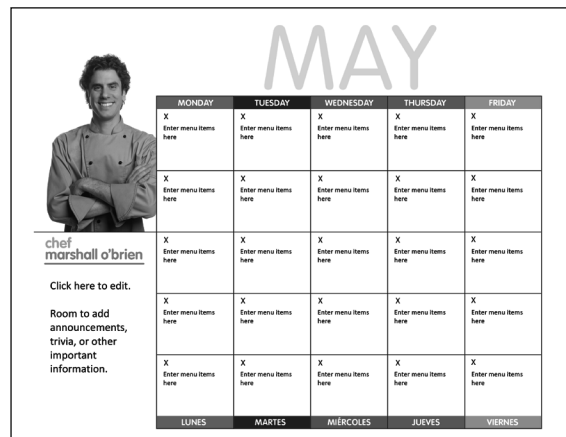 MAY
MONDAY TUESDAY WEDNESDAY THURSDAY FRIDAY
X X X X X
Enter menu items Enter menu items Enter menu items Enter menu items Enter menu items
here here here here here
X X X X X
Enter menu items Enter menu items Enter menu items Enter menu items Enter menu items
here here here here here
X X X X X
Enter menu items Enter menu items Enter menu items Enter menu items Enter menu items
here here here here here
X X X X X
Enter menu items Enter menu items Enter menu items Enter menu items Enter menu items
here here here here here
X X X X X
Enter menu items Enter menu items Enter menu items Enter menu items Enter menu items
here here here here here
LUNES MARTES MIÉRCOLES JUEVES VIERNES
chef
marshall o'brien
Click here to edit.
Room to add
announcements,
trivia, or other
important
information.